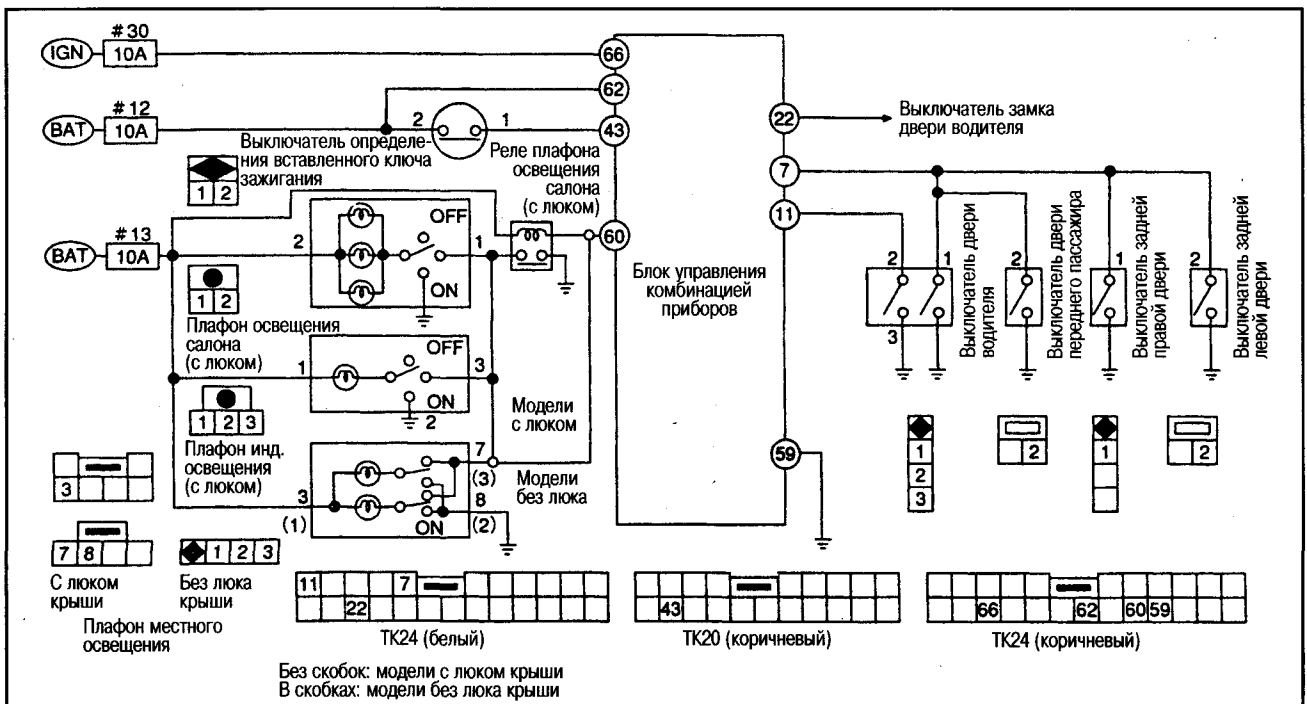 #30
IGN 10A
66
62
#12
BAT 10A
2 1
43
Выключатель определе-
ния вставленного ключа
зажигания
1 2
Реле плафона
освещения
салона
(с люком)
60
#13
BAT 10A
2 OFF 1
ON
1 2
Плафон освещения
салона
(с люком)
1 OFF 3
ON 2
1 2 3
Плафон инд.
освещения
(с люком)
Модели
с люком
Модели
без люжа
3 7
(1) (3)
8
ON (2)
3
7 8
С люком
крыши
1 2 3
Без люка
крыши
Плафон местного
освещения
Блок управления
комбинацией
приборов
22
Выключатель замка
двери водителя
7
11
59
2 1
3
Выключатель двери
водителя
2
Выключатель двери
переднего пассажира
1
Выключатель задней
правой двери
2
Выключатель задней
левой двери
1
2
3
2
1
2
11 7
22
ТК24 (белый)
43
ТК20 (коричневый)
66 62 60 59
ТК24 (коричневый)
Без скобок: модели с люком крыши
В скобках: модели без люка крыши